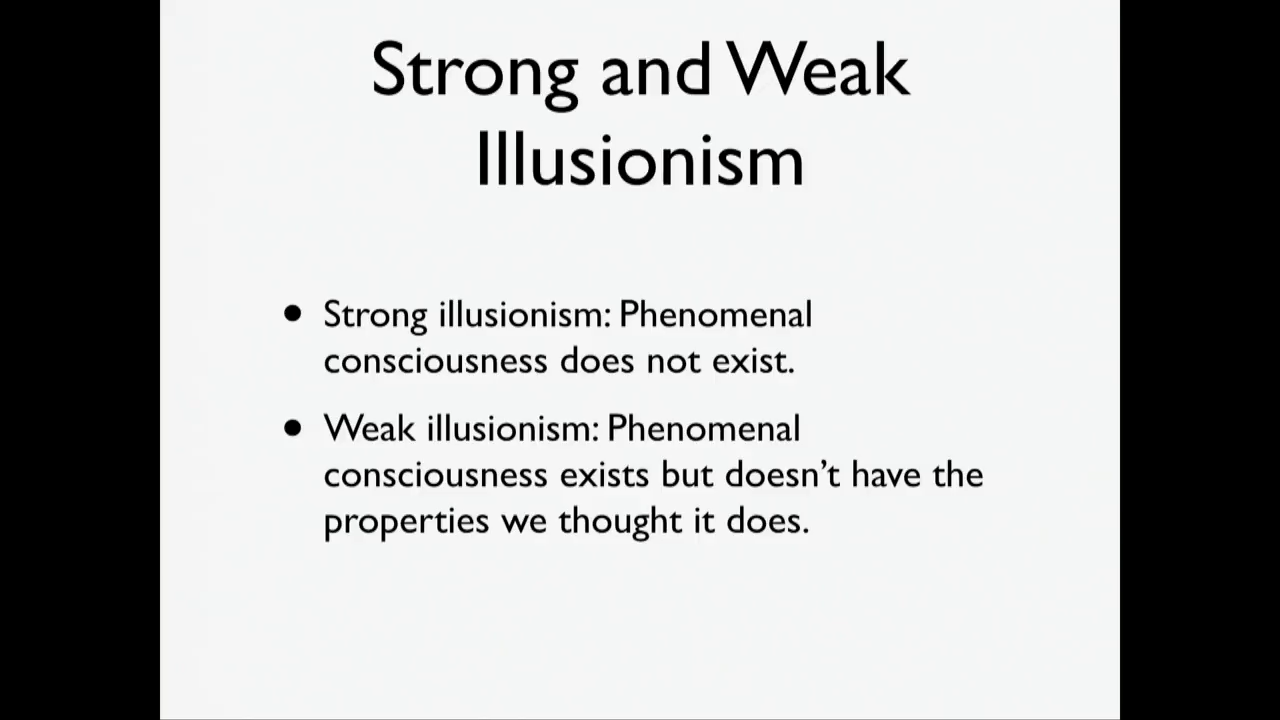 Strong and Weak
Illusionism
• Strong illusionism: Phenomenal
consciousness does not exist.
• Weak illusionism: Phenomenal
consciousness exists but doesn’t have the
properties we thought it does.